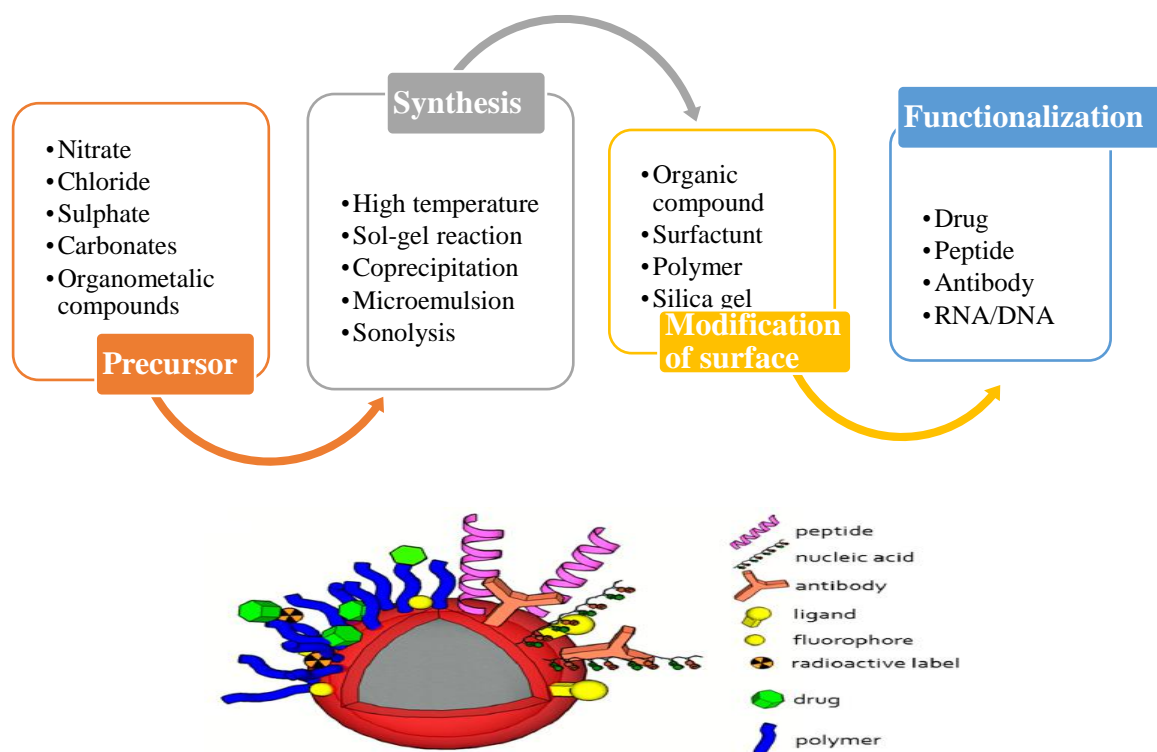 Precursor
•Nitrate
•Chloride
•Sulphate
•Carbonates
•Organometalic
compounds
Synthesis
•High temperature
•Sol-gel reaction
•Coprecipitation
•Microemulsion
•Sonolysis
•Organic
compound
•Surfactunt
•Polymer
•Silica gel
Modification
of surface
Functionalization
•Drug
•Peptide
•Antibody
•RNA/DNA
peptide
nucleic acid
antibody
ligand
fluorophore
radioactive label
drug
polymer